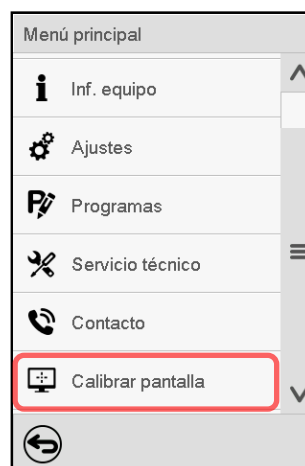 Menú principal
Inf. equipo
Ajustes
Programas
Servicio técnico
Contacto
Calibrar pantalla